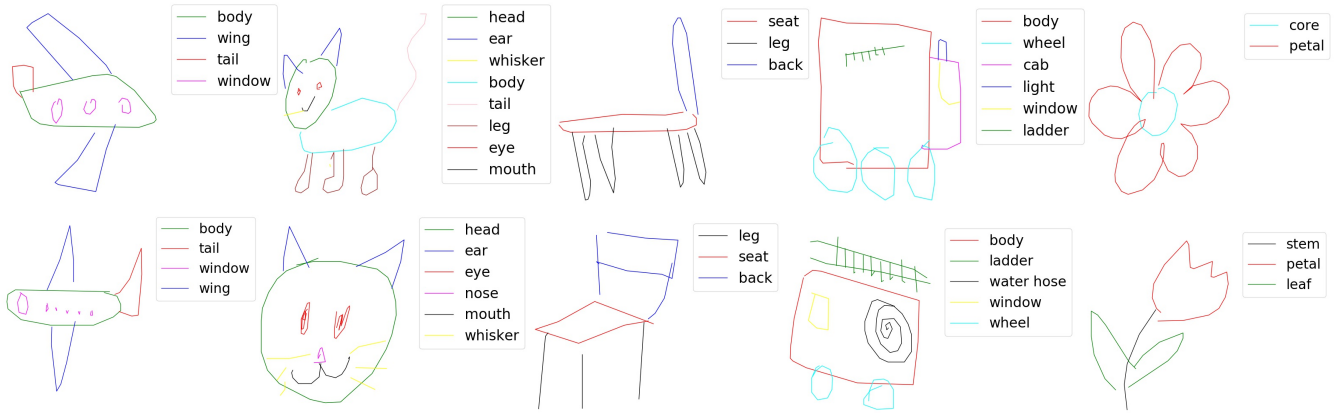 body
wing
tail
window
head
ear
whisker
body
tail
leg
eye
mouth
seat
leg
back
body
wheel
cab
light
window
ladder
core
petal
body
tail
window
wing
head
ear
eye
nose
mouth
whisker
leg
seat
back
body
ladder
water hose
window
wheel
stem
petal
leaf